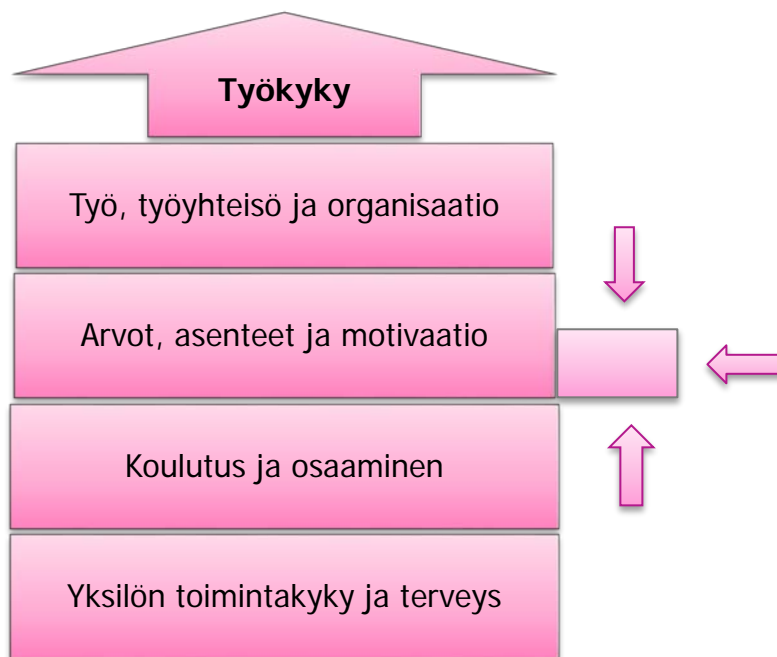 Työkyky
Työ, työyhteisö ja organisaatio
Arvot, asenteet ja motivaatio
Koulutus ja osaaminen
Yksilön toimintakyky ja terveys